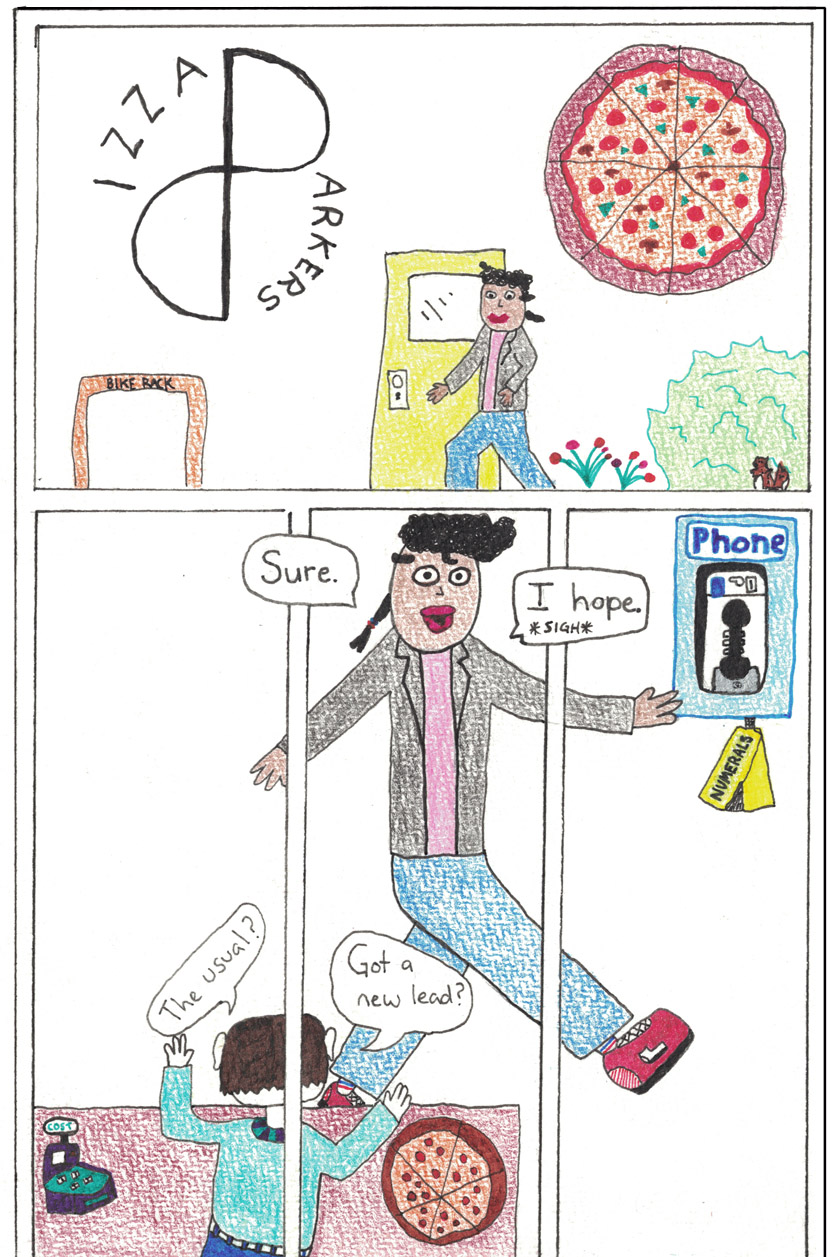 IZZA
P
ARKERS
BIKE RACK
Sure.
I hope.
*SIGH*
Phone
NUMERALS
The usual?
Got a
new lead?
COST